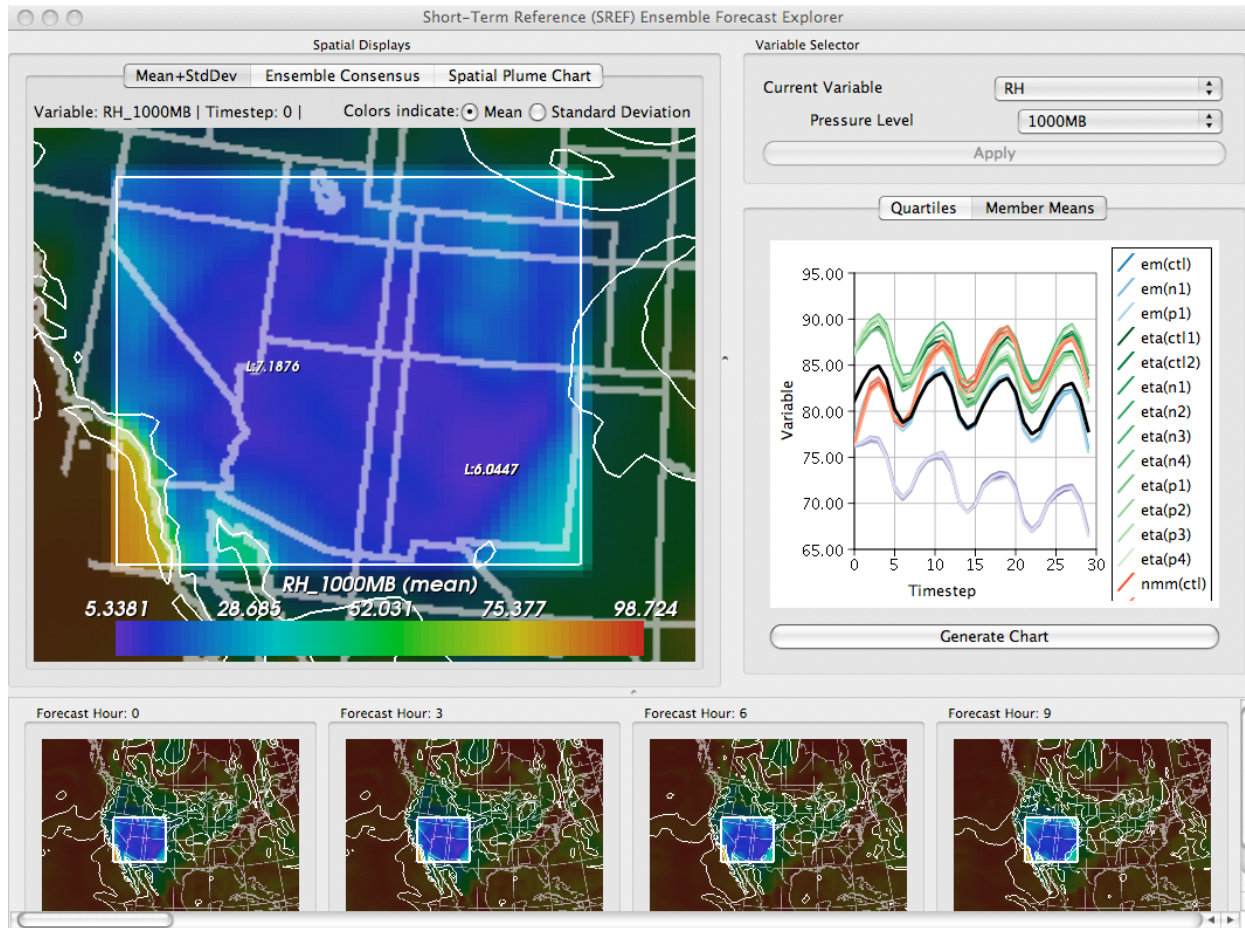 Short-Term Reference (SREF) Ensemble Forecast Explorer
Spatial Displays
Mean+StdDev Ensemble Consensus Spatial Plume Chart
Variable: RH_1000MB | Timestep: 0 | Colors indicate: Mean Standard Deviation
L:7.1876
L:6.0447
RH_1000MB (mean)
5.3381 28.685 52.031 75.377 98.724
Variable Selector
Current Variable RH
Pressure Level 1000MB
Apply
Quartiles Member Means
95.00
90.00
85.00
80.00
75.00
70.00
65.00
Variable
0 5 10 15 20 25 30
Timestep
em(ctl)
em(n1)
em(p1)
eta(ctl1)
eta(ctl2)
eta(n1)
eta(n2)
eta(n3)
eta(n4)
eta(p1)
eta(p2)
eta(p3)
eta(p4)
nmm(ctl)
Generate Chart
Forecast Hour: 0 Forecast Hour: 3 Forecast Hour: 6 Forecast Hour: 9